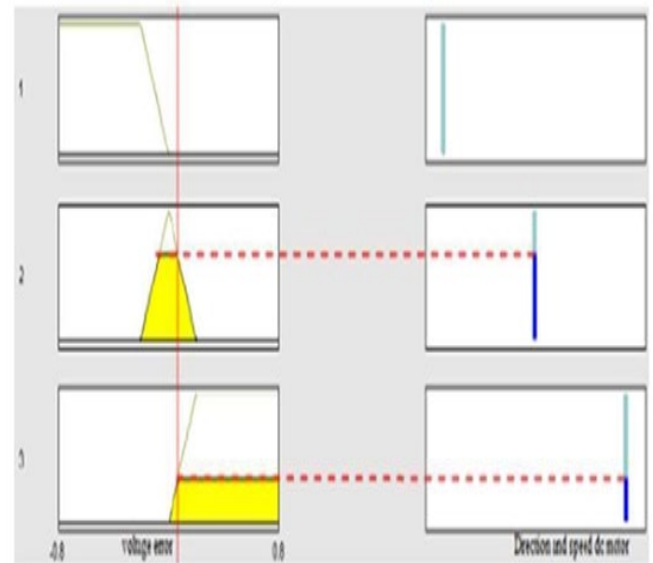 1
2
3
voltage error
Direction and speed dc motor
-0.8 0.8